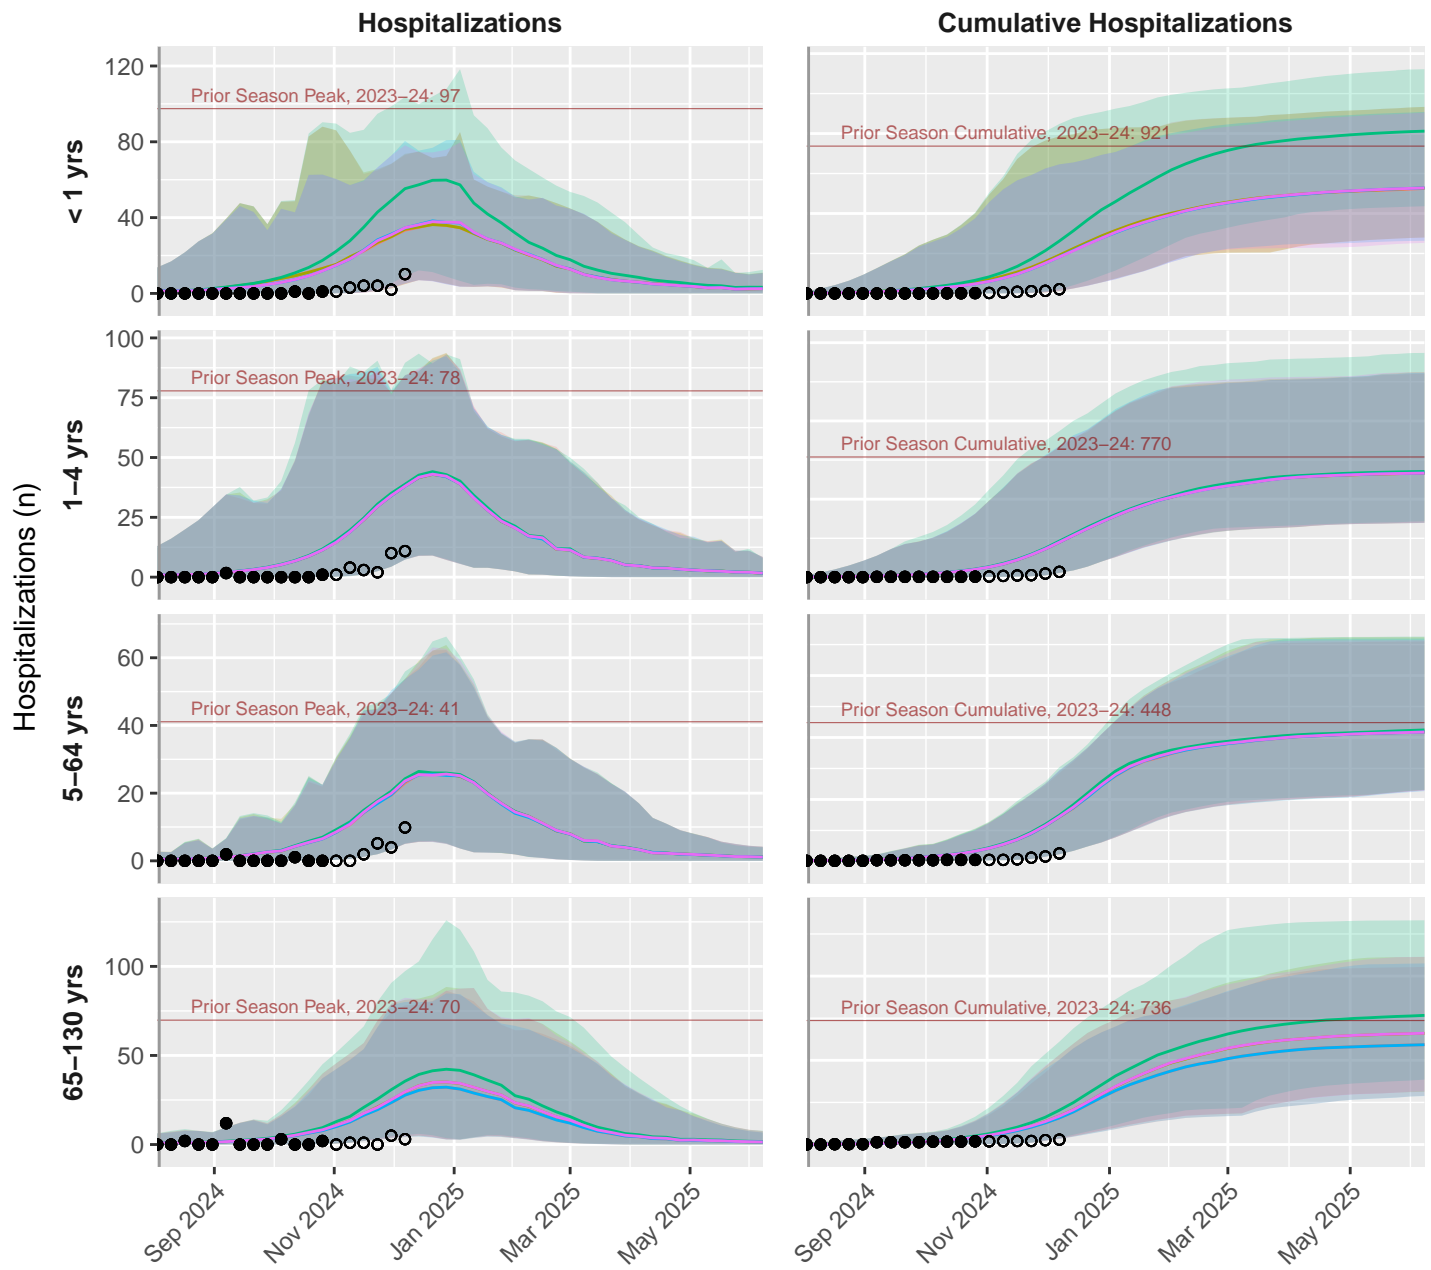 Hospitalizations
Cumulative Hospitalizations
Hospitalizations (n)
< 1 yrs
120
80
40
0
Prior Season Peak, 2023–24: 97
Prior Season Cumulative, 2023–24: 921
1–4 yrs
100
75
50
25
0
Prior Season Peak, 2023–24: 78
Prior Season Cumulative, 2023–24: 770
5–64 yrs
60
40
20
0
Prior Season Peak, 2023–24: 41
Prior Season Cumulative, 2023–24: 448
65–130 yrs
100
50
0
Prior Season Peak, 2023–24: 70
Prior Season Cumulative, 2023–24: 736
Sep 2024
Nov 2024
Jan 2025
Mar 2025
May 2025
Sep 2024
Nov 2024
Jan 2025
Mar 2025
May 2025